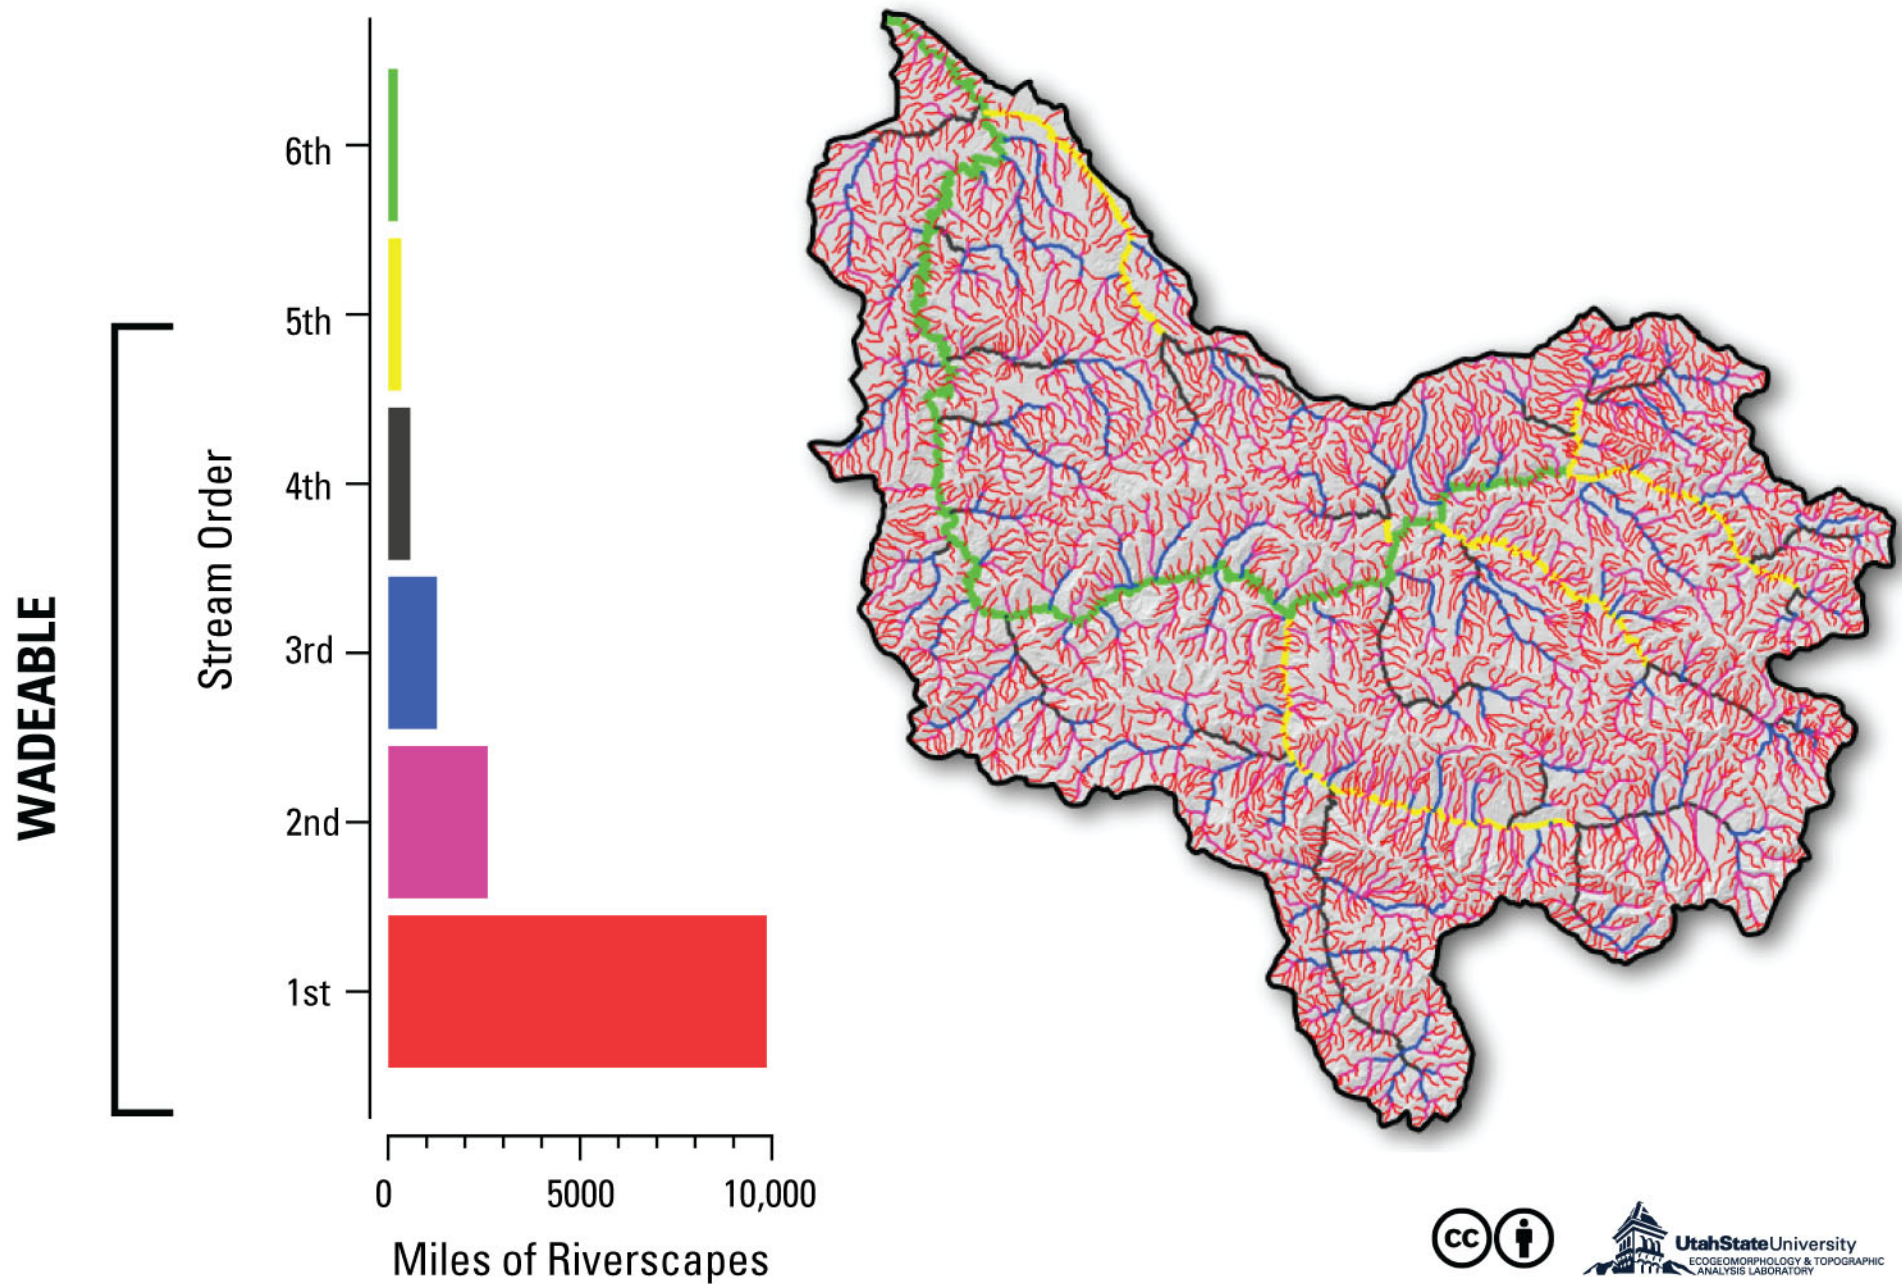 WADEABLE
Stream Order
6th
5th
4th
3rd
2nd
1st
0 5000 10,000
Miles of Riverscapes
cc
UtahStateUniversity
ECOGEOMORPHOLOGY & TOPOGRAPHIC
ANALYSIS LABORATORY